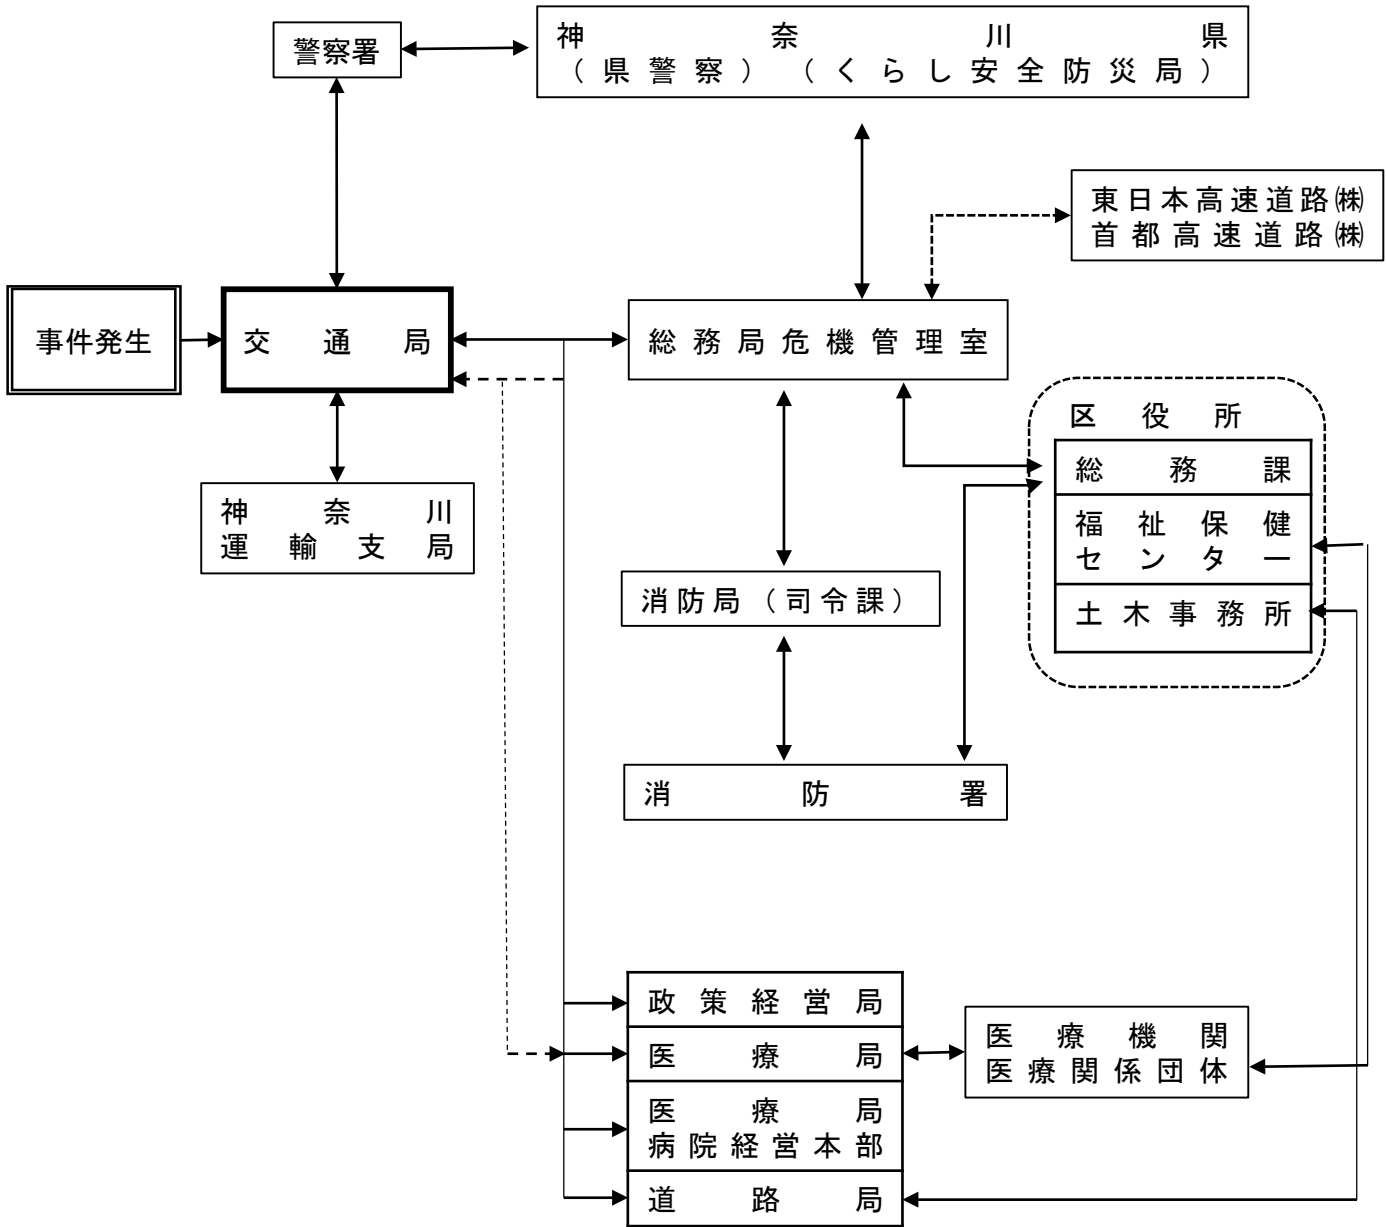 警察署
神奈川県
（県警察）（くらし安全防災局）
東日本高速道路㈱
首都高速道路㈱
事件発生
交通局
総務局危機管理室
区役所
総務課
福祉保健
センター
土木事務所
神奈川
運輸支局
消防局（司令課）
消防署
政策経営局
医療局
医療局
病院経営本部
道路局
医療機関
医療関係団体